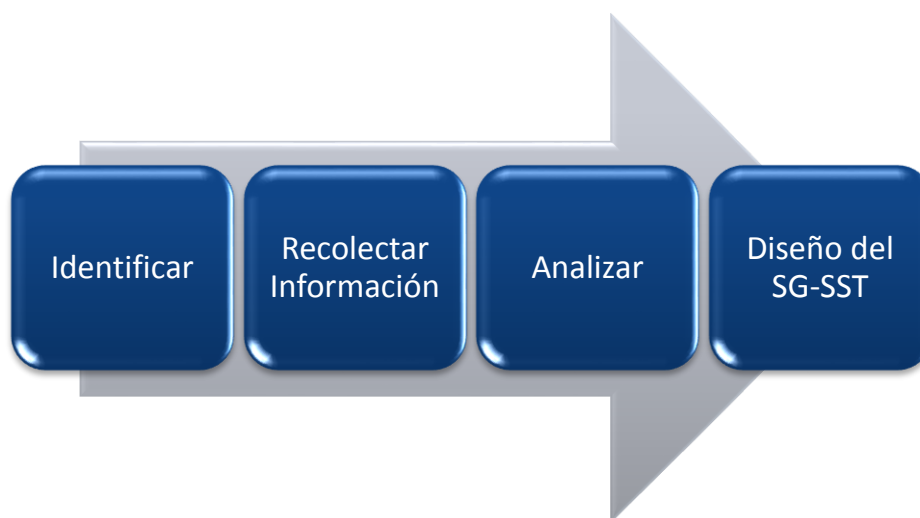 Identificar
Recolectar
Información
Analizar
Diseño del
SG-SST